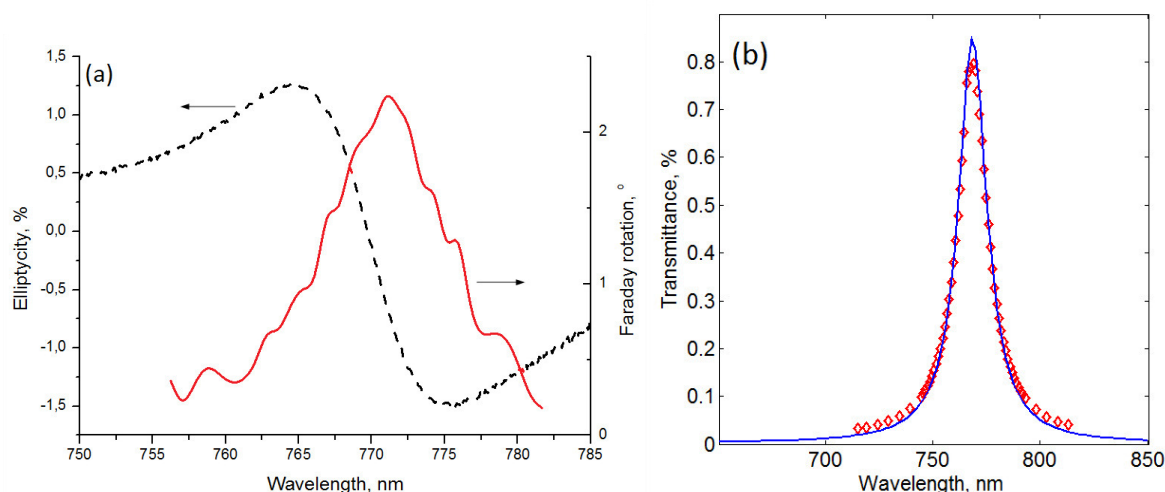 (a)
Elliptycity, %
1,5
1,0
0,5
0,0
-0,5
-1,0
-1,5
750 755 760 765 770 775 780 785
Wavelength, nm
2
1
0
Faraday rotation, °
(b)
Transmittance, %
0.8
0.7
0.6
0.5
0.4
0.3
0.2
0.1
0
700 750 800 850
Wavelength, nm